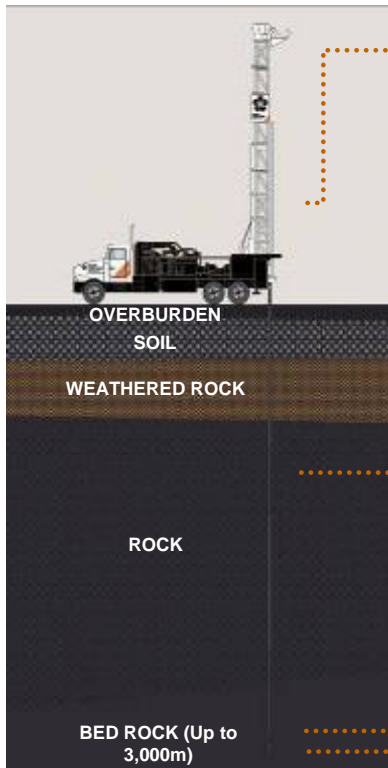 OVERBURDEN
SOIL
WEATHERED ROCK
ROCK
BED ROCK (Up to
3,000m)